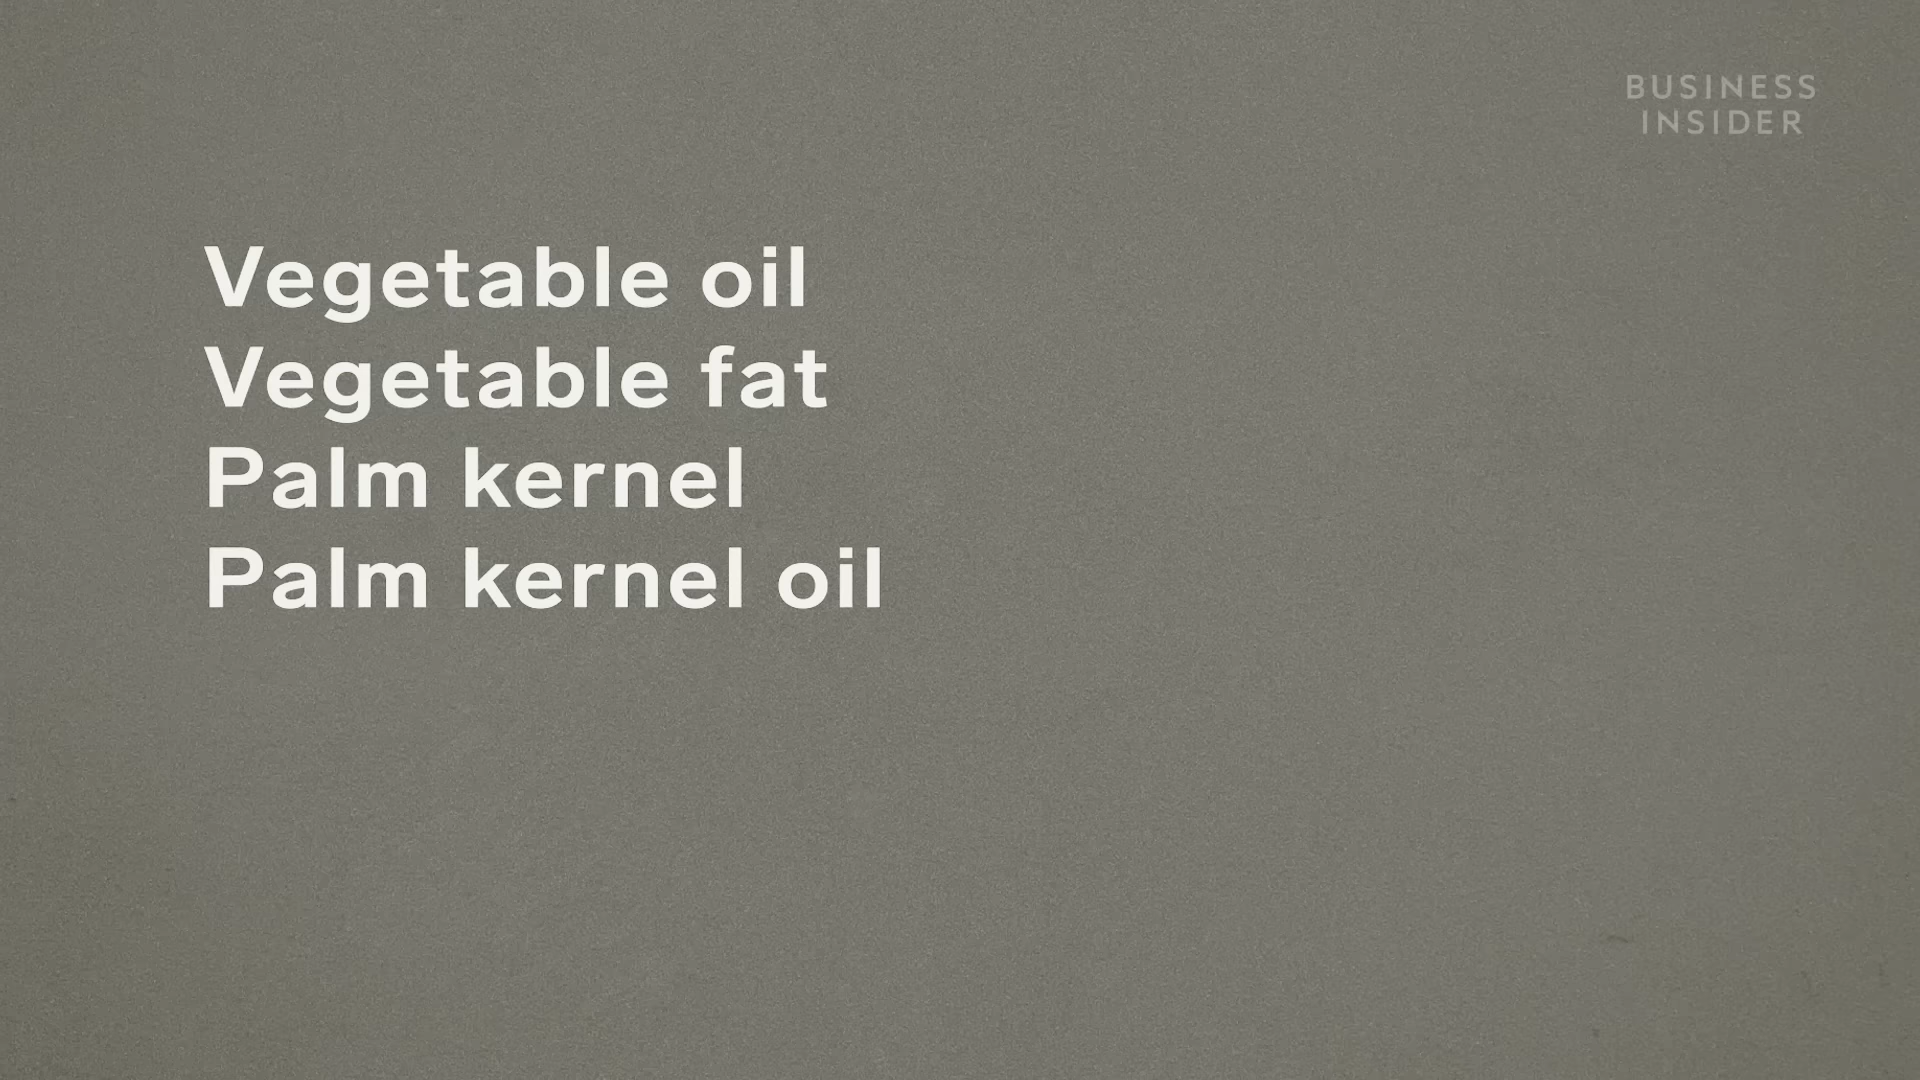 BUSINESS
INSIDER
Vegetable oil
Vegetable fat
Palm kernel
Palm kernel oil